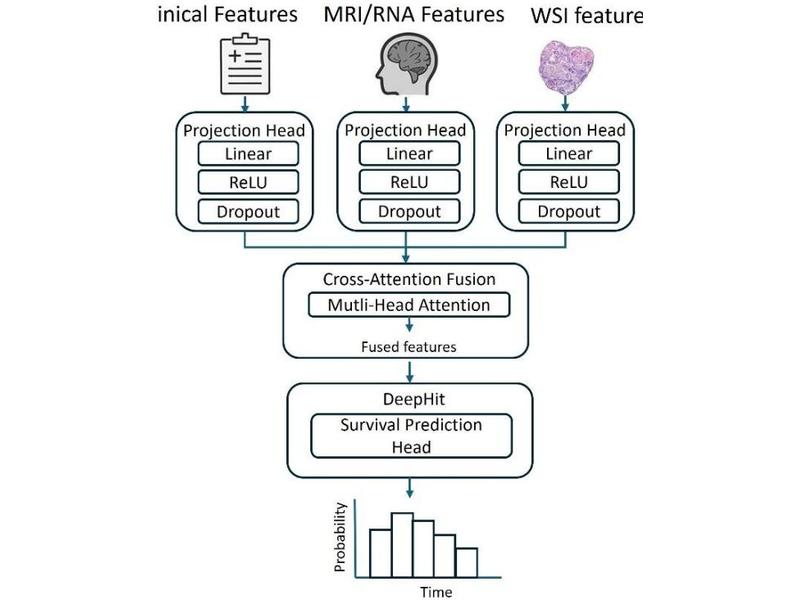 inical Features
MRI/RNA Features
WSI feature
Projection Head
Linear
ReLU
Dropout
Projection Head
Linear
ReLU
Dropout
Projection Head
Linear
ReLU
Dropout
Cross-Attention Fusion
Mutli-Head Attention
Fused features
DeepHit
Survival Prediction
Head
Probability
Time